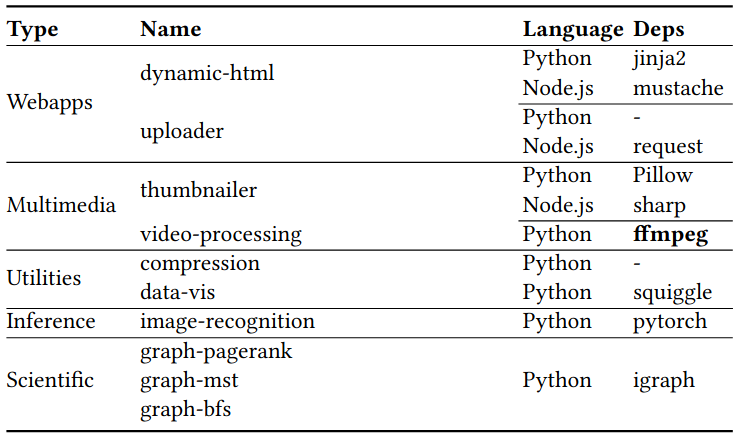 Type Name Language Deps
Webapps dynamic-html Python jinja2
Node.js mustache
uploader Python -
Node.js request
Multimedia thumbnailer Python Pillow
Node.js sharp
video-processing Python ffmpeg
Utilities compression Python -
data-vis Python squiggle
Inference image-recognition Python pytorch
Scientific graph-pagerank
graph-mst Python igraph
graph-bfs